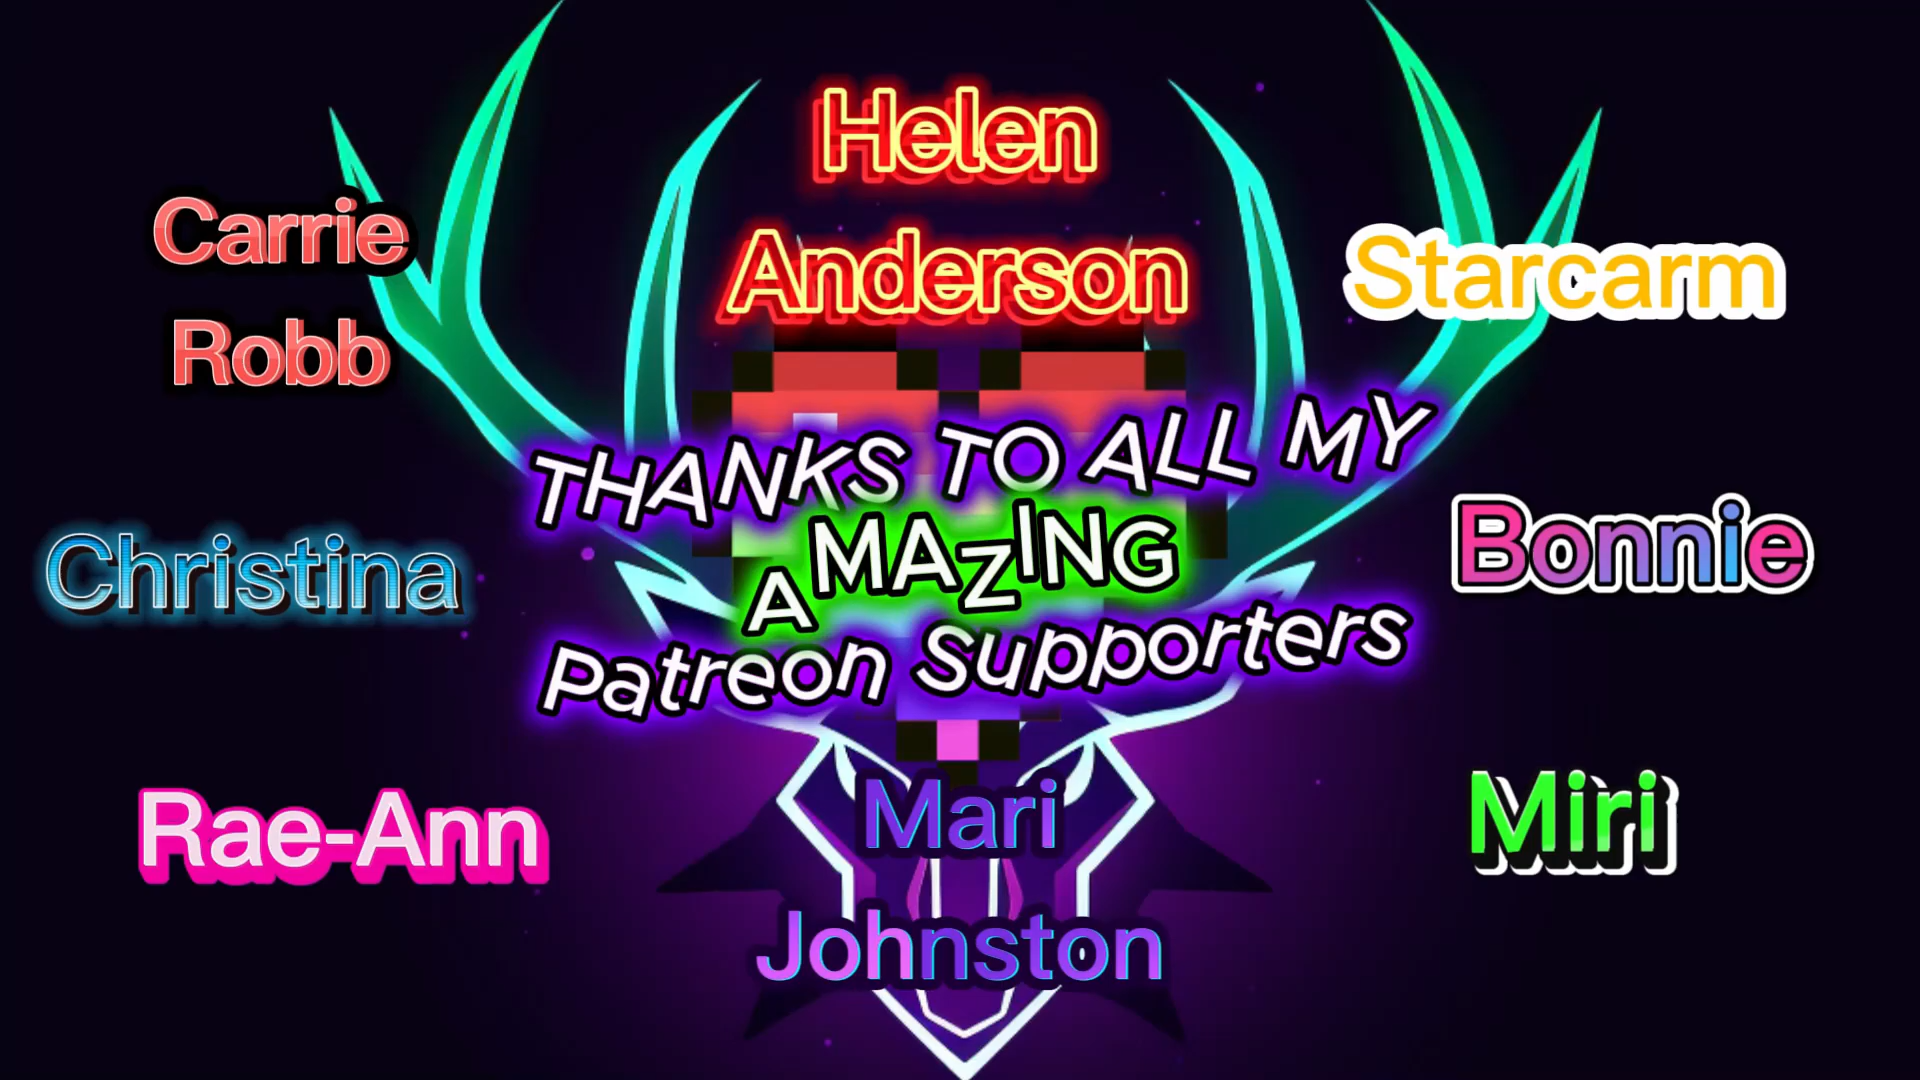 Helen
Anderson
Carrie
Robb
Starcarm
THANKS TO ALL MY
AMAZING
Patreon Supporters
Christina
Bonnie
Rae-Ann
Mari
Johnston
Miri